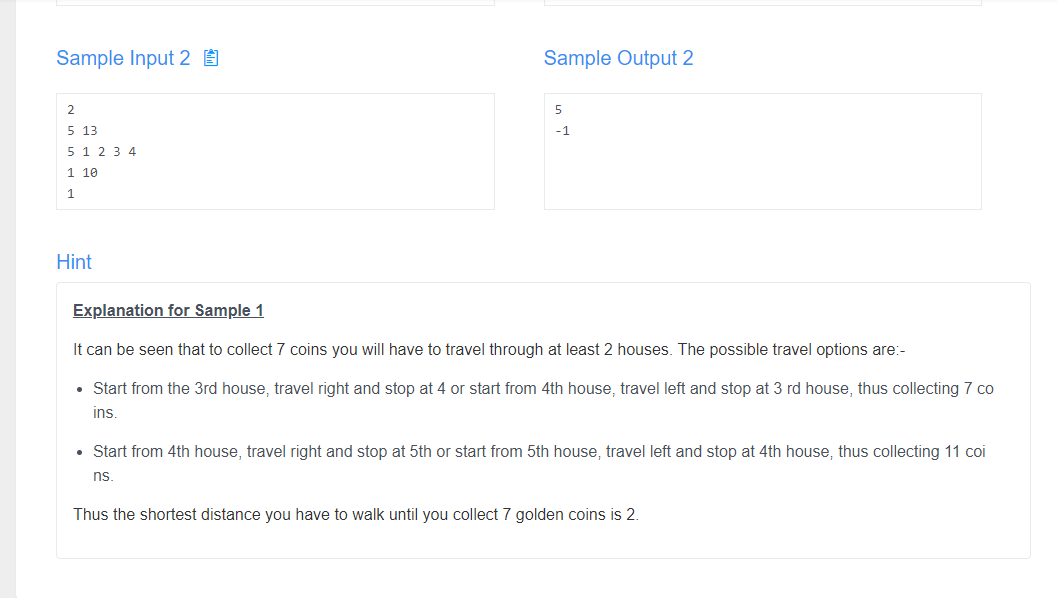 Sample Input 2
Sample Output 2
2
5 13
5 1 2 3 4
1 10
1
5
-1
Hint
Explanation for Sample 1
It can be seen that to collect 7 coins you will have to travel through at least 2 houses. The possible travel options are:-
• Start from the 3rd house, travel right and stop at 4 or start from 4th house, travel left and stop at 3 rd house, thus collecting 7 co
ins.
• Start from 4th house, travel right and stop at 5th or start from 5th house, travel left and stop at 4th house, thus collecting 11 coi
ns.
Thus the shortest distance you have to walk until you collect 7 golden coins is 2.